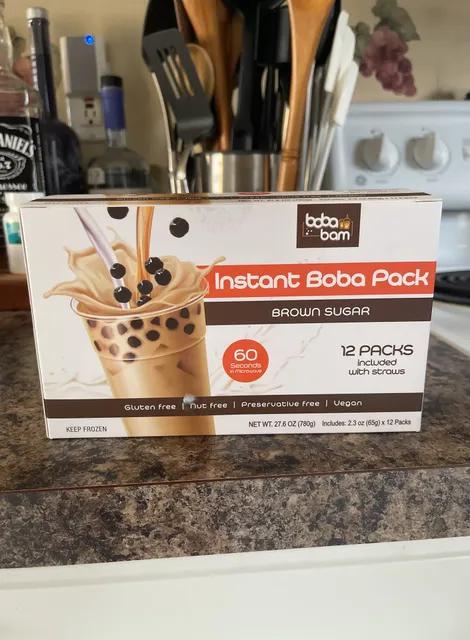 DANIEL'S
boba
bam
Instant Boba Pack
BROWN SUGAR
60
Seconds
in Microwave
12 PACKS
included
with straws
Gluten free | Nut free | Preservative free | Vegan
KEEP FROZEN
NET WT. 27.6 OZ (780g) Includes: 2.3 oz (65g) x 12 Packs